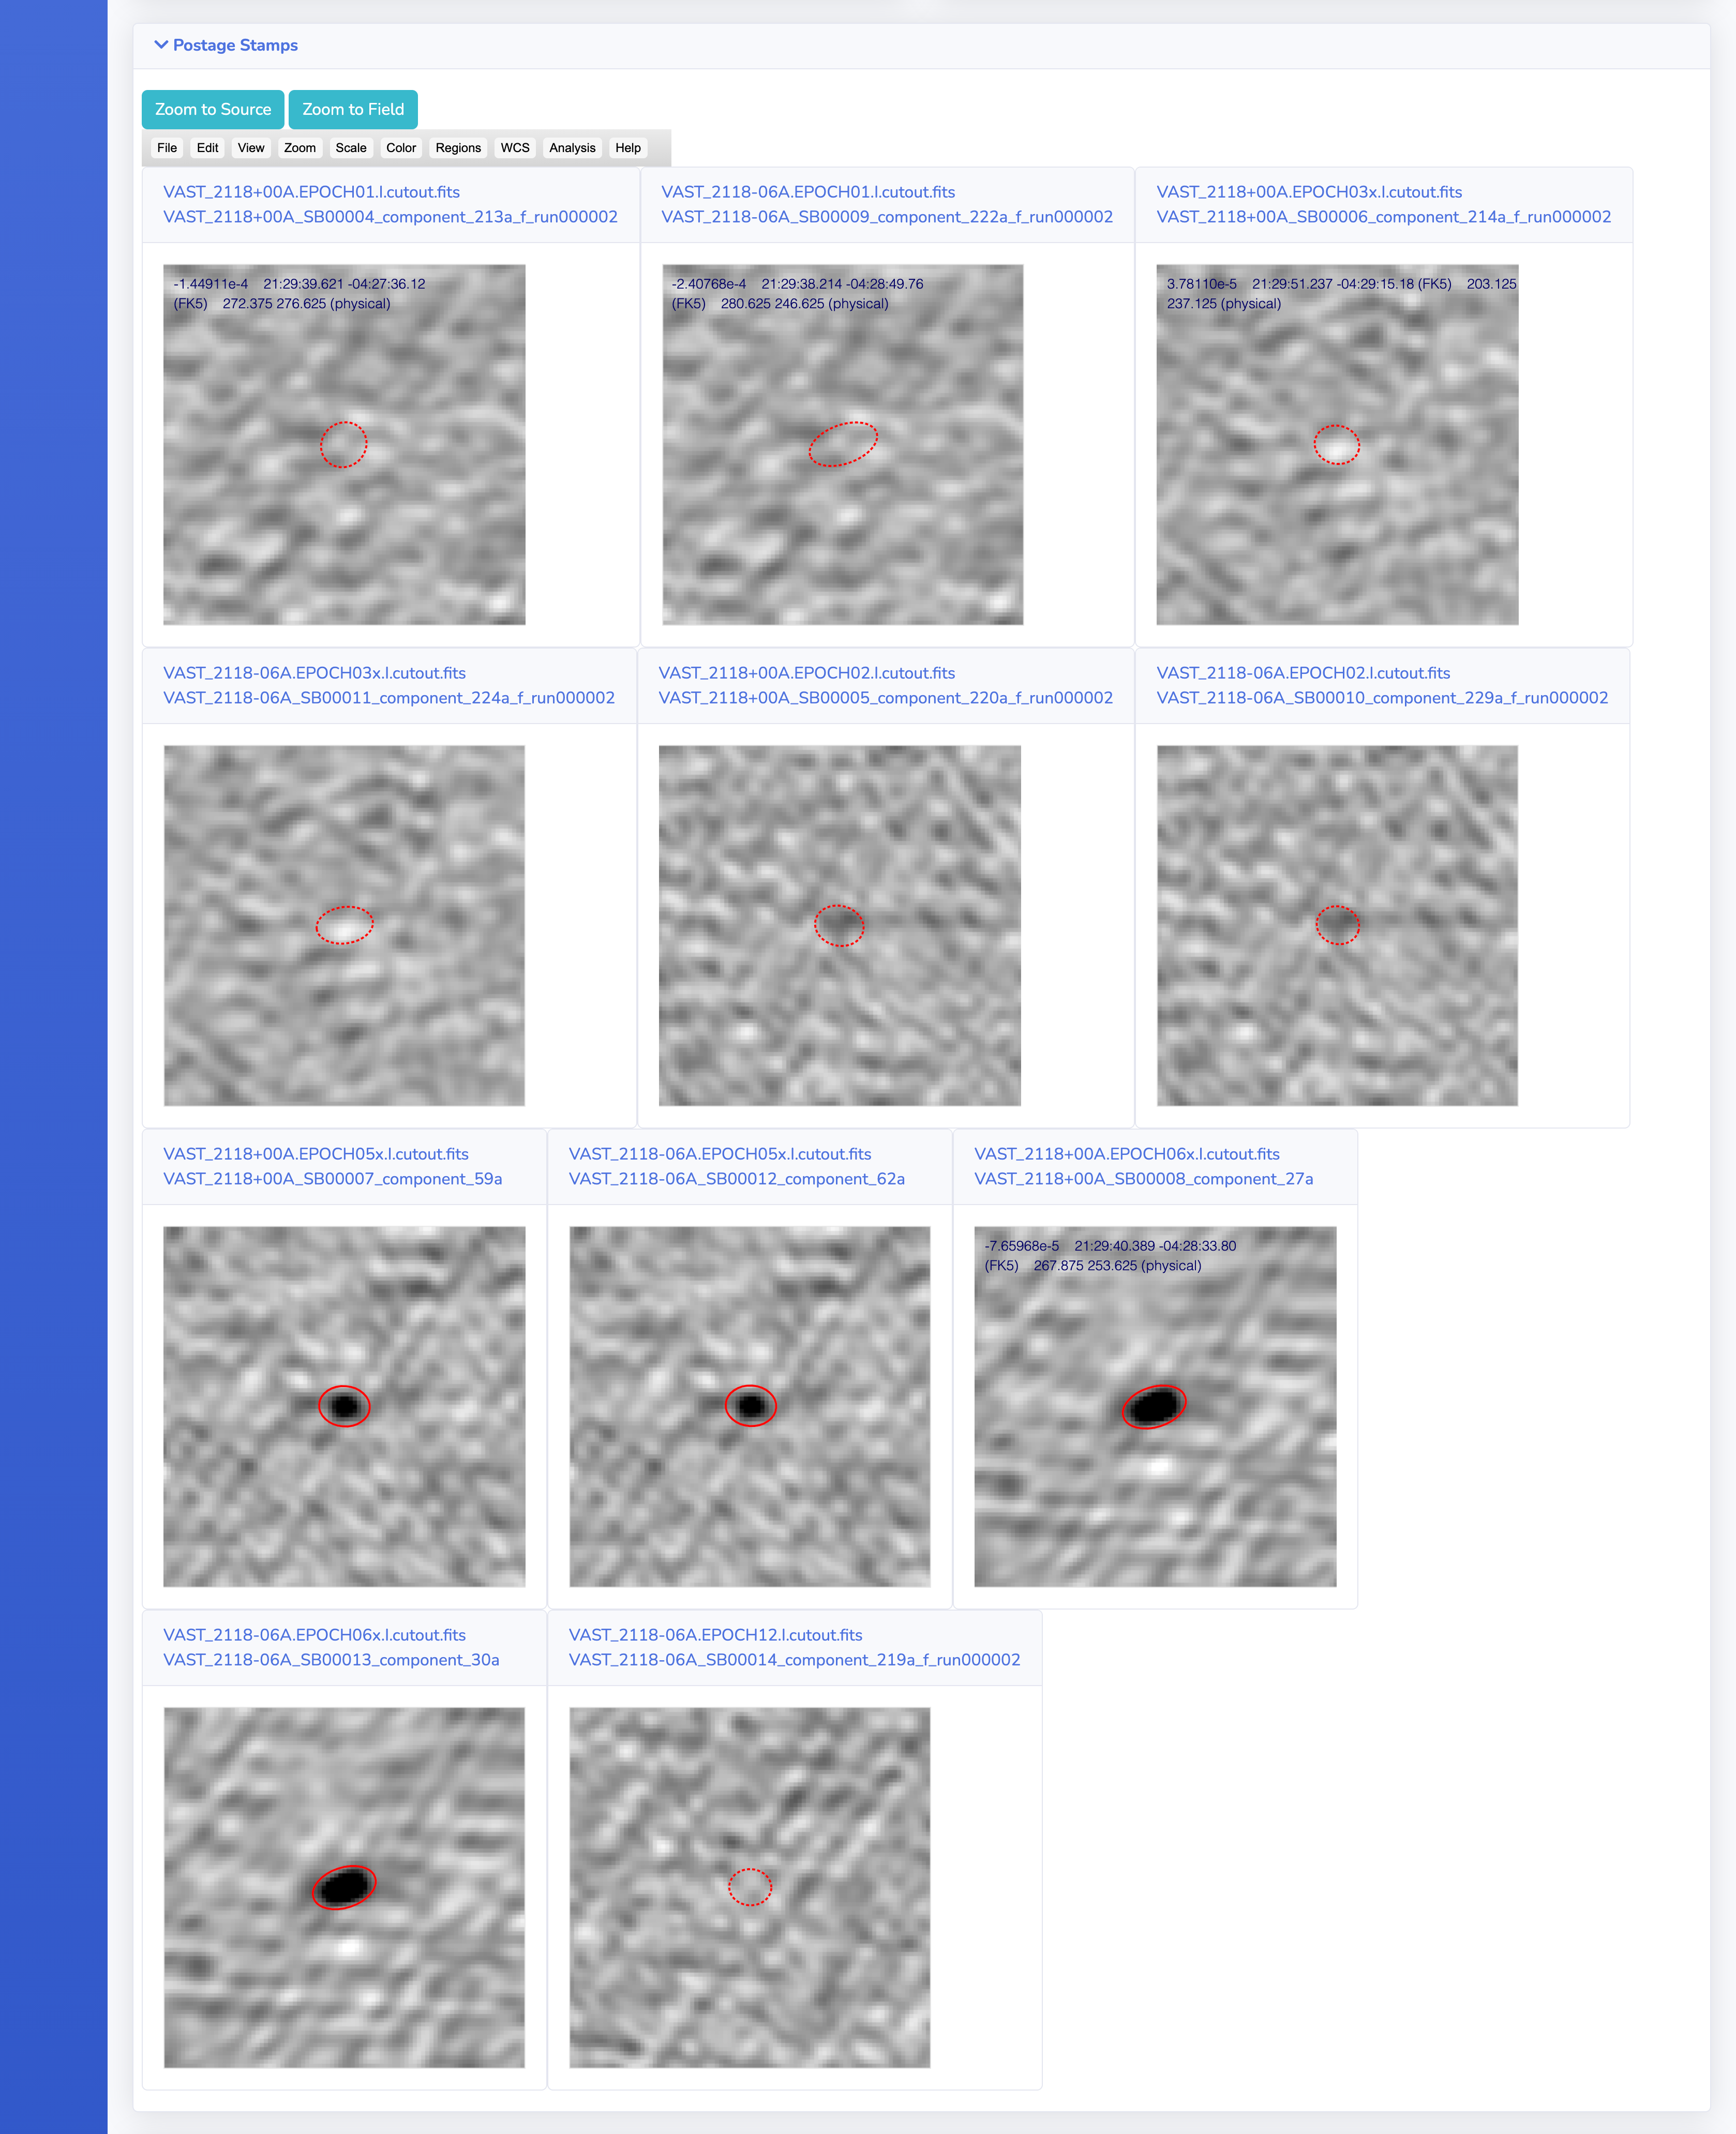 Postage Stamps
Zoom to Source Zoom to Field
File Edit View Zoom Scale Color Regions WCS Analysis Help
VAST_2118+00A.EPOCH01.I.cutout.fits
VAST_2118+00A_SB00004_component_213a_f_run000002
-1.44911e-4 21:29:39.621 -04:27:36.12
(FK5) 272.375 276.625 (physical)
VAST_2118-06A.EPOCH01.I.cutout.fits
VAST_2118-06A_SB00009_component_222a_f_run000002
-2.40768e-4 21:29:38.214 -04:28:49.76
(FK5) 280.625 246.625 (physical)
VAST_2118+00A.EPOCH03x.I.cutout.fits
VAST_2118+00A_SB00006_component_214a_f_run000002
3.78110e-5 21:29:51.237 -04:29:15.18 (FK5) 203.125
237.125 (physical)
VAST_2118-06A.EPOCH03x.I.cutout.fits
VAST_2118-06A_SB00011_component_224a_f_run000002
VAST_2118+00A.EPOCH02.I.cutout.fits
VAST_2118+00A_SB00005_component_220a_f_run000002
VAST_2118-06A.EPOCH02.I.cutout.fits
VAST_2118-06A_SB00010_component_229a_f_run000002
VAST_2118+00A.EPOCH05x.I.cutout.fits
VAST_2118+00A_SB00007_component_59a
VAST_2118-06A.EPOCH05x.I.cutout.fits
VAST_2118-06A_SB00012_component_62a
VAST_2118+00A.EPOCH06x.I.cutout.fits
VAST_2118+00A_SB00008_component_27a
-7.65968e-5 21:29:40.389 -04:28:33.80
(FK5) 267.875 253.625 (physical)
VAST_2118-06A.EPOCH06x.I.cutout.fits
VAST_2118-06A_SB00013_component_30a
VAST_2118-06A.EPOCH12.I.cutout.fits
VAST_2118-06A_SB00014_component_219a_f_run000002